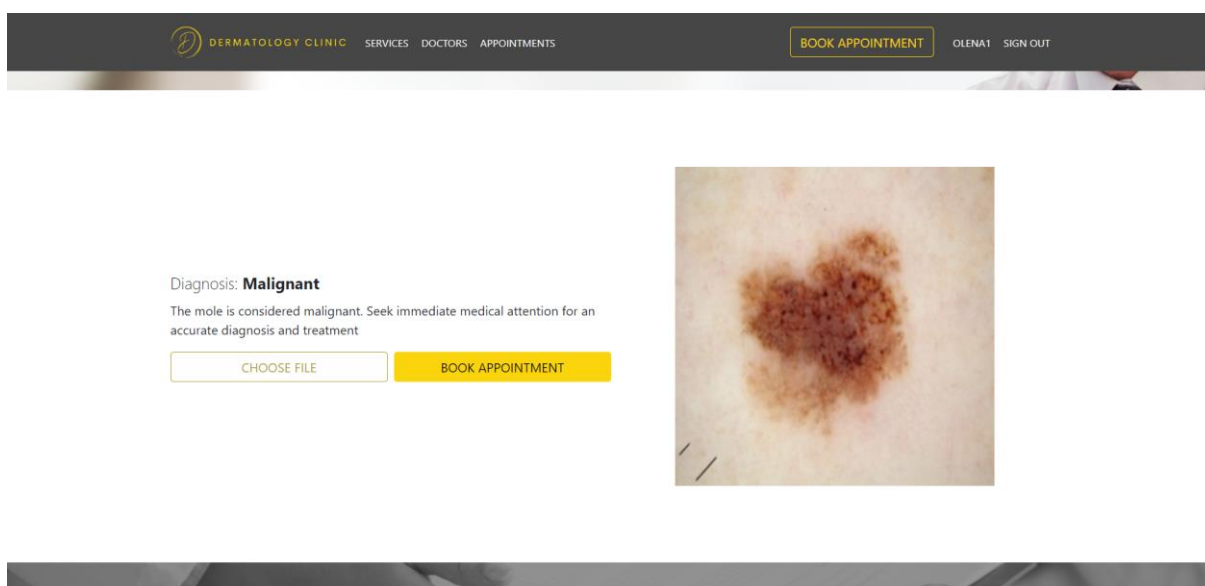 DERMATOLOGY CLINIC SERVICES DOCTORS APPOINTMENTS BOOK APPOINTMENT OLENA1 SIGN OUT
Diagnosis: Malignant
The mole is considered malignant. Seek immediate medical attention for an
accurate diagnosis and treatment
CHOOSE FILE BOOK APPOINTMENT